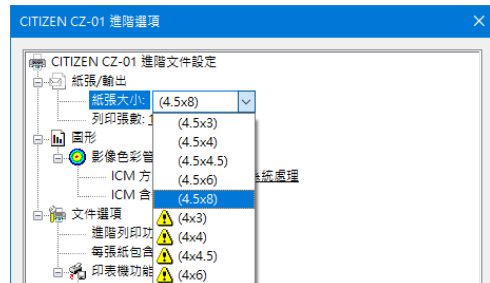 CITIZEN CZ-01 進階選項
CITIZEN CZ-01 進階文件設定
紙張/輸出
紙張大小: (4.5x8)
列印張數:
(4.5x3)
圖形
(4.5x4)
影像色彩管
(4.5x4.5)
ICM 方
(4.5x6)
系統處理
ICM 含
(4.5x8)
文件選項
(4x3)
進階列印功
(4x4)
每張紙包含
(4x4.5)
印表機功能
(4x6)